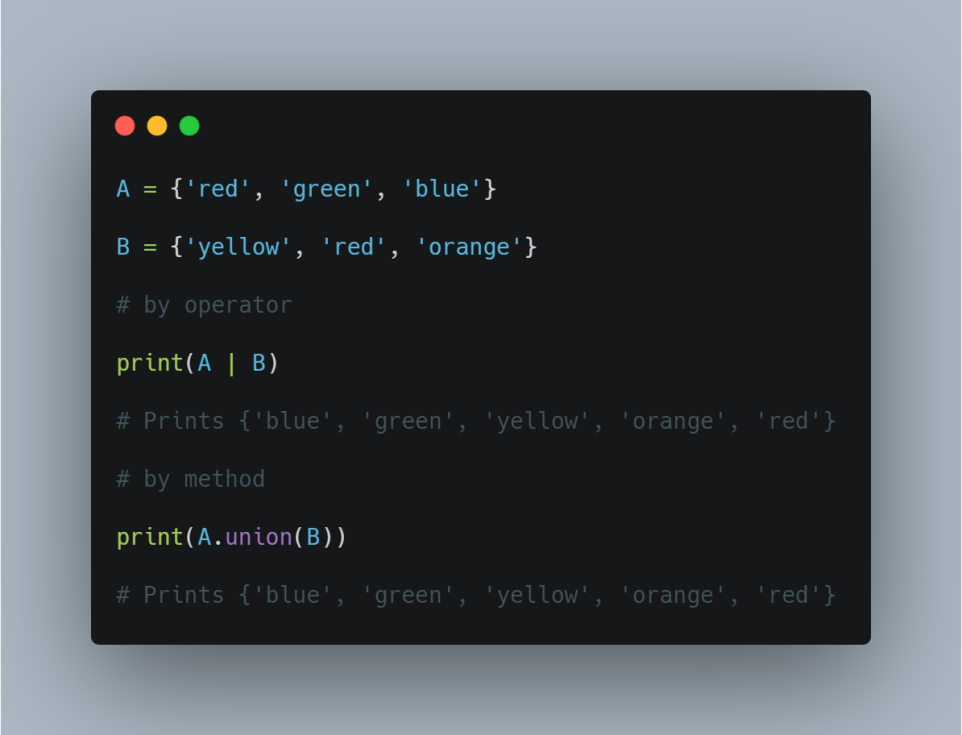 A = {'red', 'green', 'blue'}
B = {'yellow', 'red', 'orange'}
# by operator
print(A | B)
# Prints {'blue', 'green', 'yellow', 'orange', 'red'}
# by method
print(A.union(B))
# Prints {'blue', 'green', 'yellow', 'orange', 'red'}